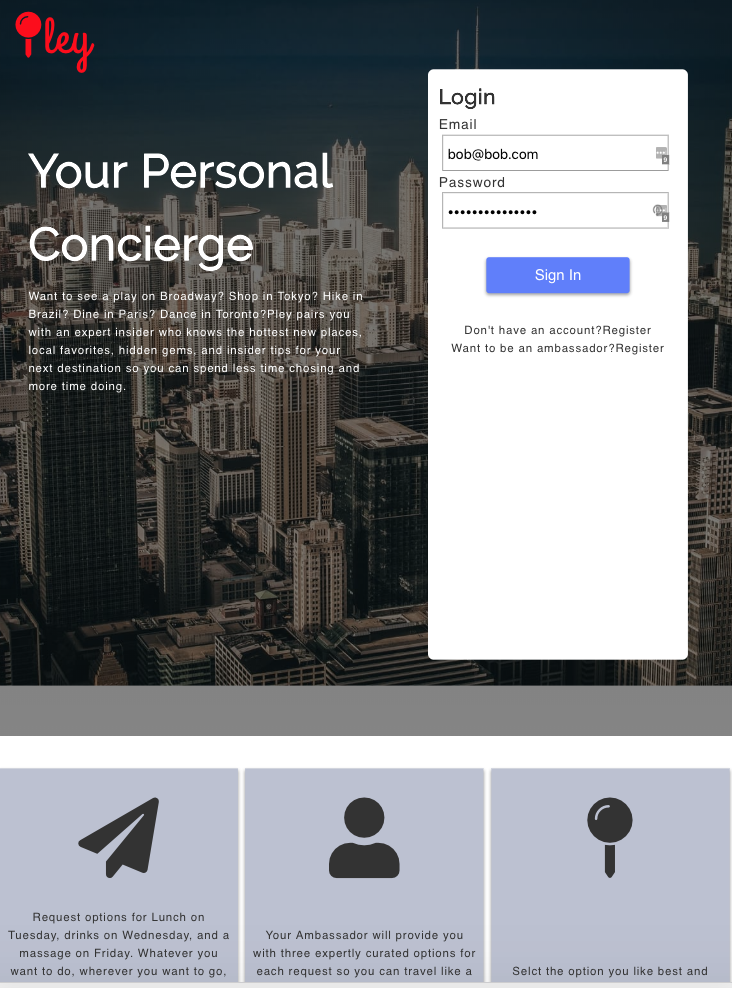 Pley
Your Personal
Concierge
Want to see a play on Broadway? Shop in Tokyo? Hike in
Brazil? Dine in Paris? Dance in Toronto?Pley pairs you
with an expert insider who knows the hottest new places,
local favorites, hidden gems, and insider tips for your
next destination so you can spend less time chosing and
more time doing.
Login
Email
bob@bob.com
Password
•••••••••••••••
Sign In
Don't have an account?Register
Want to be an ambassador?Register
Request options for Lunch on
Tuesday, drinks on Wednesday, and a
massage on Friday. Whatever you
want to do, wherever you want to go,
Your Ambassador will provide you
with three expertly curated options for
each request so you can travel like a
Selct the option you like best and